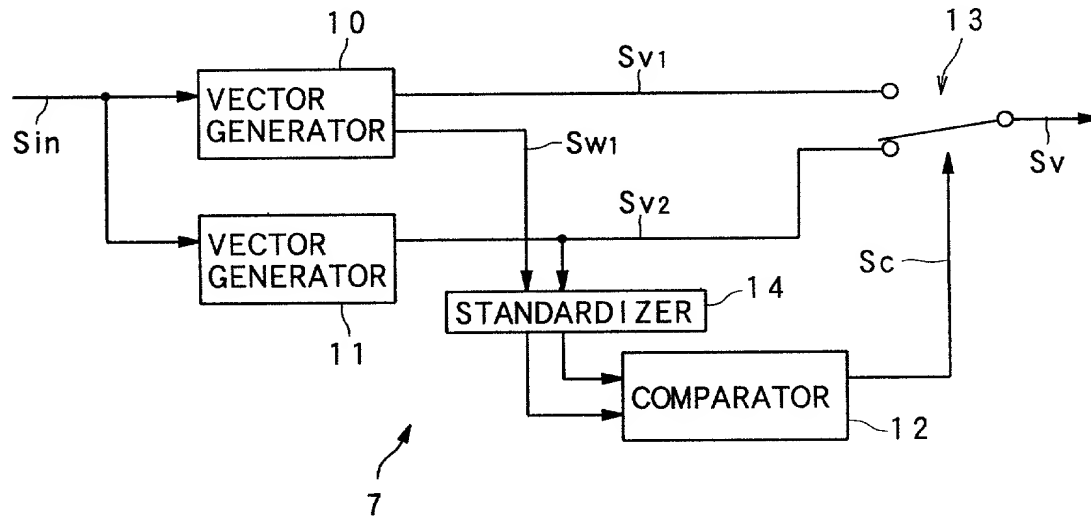 10
13
Sv1
VECTOR
GENERATOR
Sin
Sw1
Sv
Sv2
VECTOR
GENERATOR
Sc
14
STANDARDIZER
11
COMPARATOR
12
7